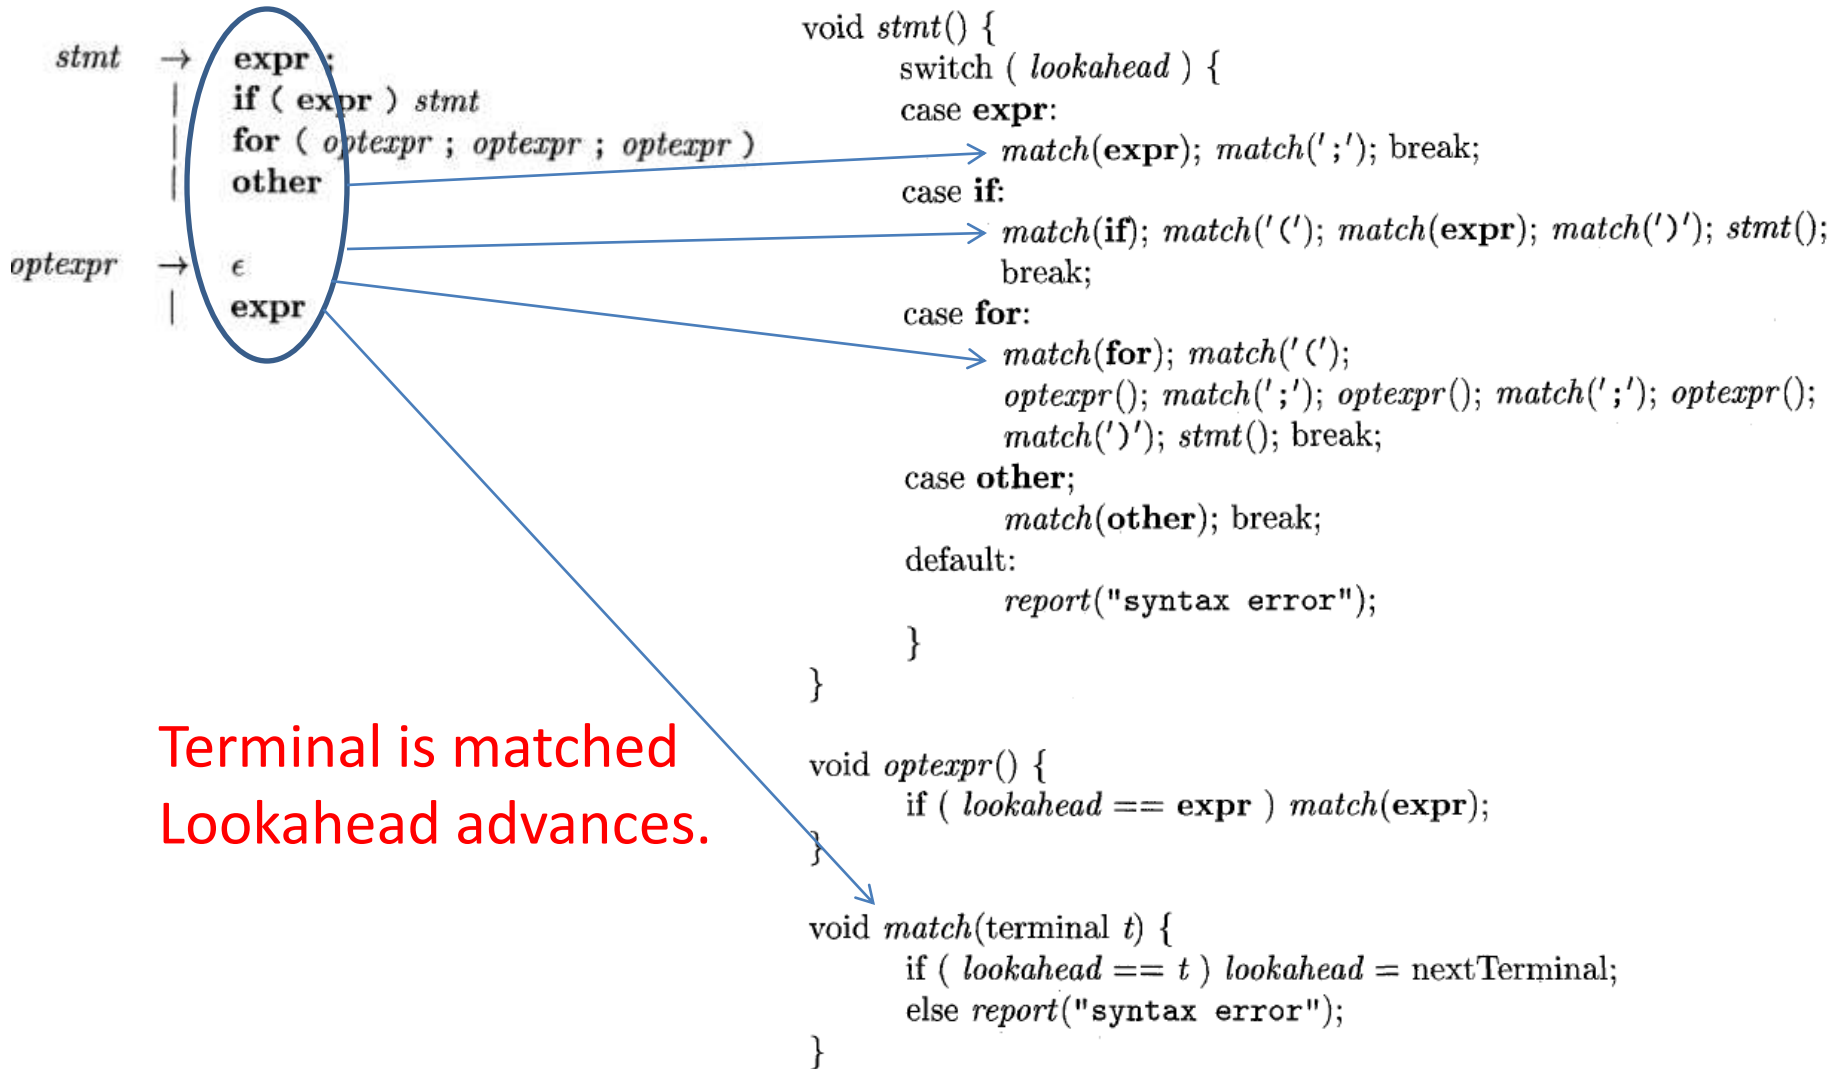 stmt → expr ;
| if ( expr ) stmt
| for ( optexpr ; optexpr ; optexpr )
| other
optexpr → ϵ
| expr
Terminal is matched
Lookahead advances.
void stmt() {
switch ( lookahead ) {
case expr:
match(expr); match(';'); break;
case if:
match(if); match('('); match(expr); match(')'); stmt();
break;
case for:
match(for); match('(');
optexpr(); match(';'); optexpr(); match(';'); optexpr();
match(')'); stmt(); break;
case other;
match(other); break;
default:
report("syntax error");
}
}
void optexpr() {
if ( lookahead == expr ) match(expr);
}
void match(terminal t) {
if ( lookahead == t ) lookahead = nextTerminal;
else report("syntax error");
}